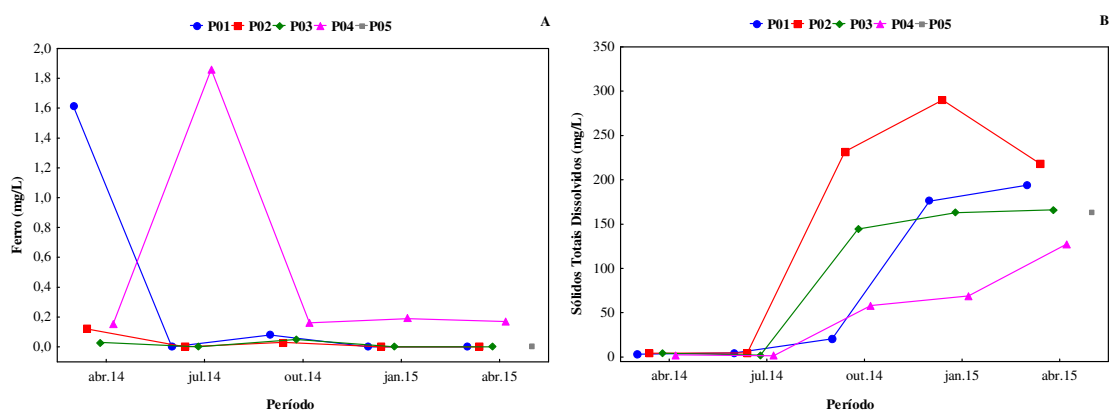 A
P01 P02 P03 P04 P05
2,0
1,8
1,6
1,4
1,2
1,0
0,8
0,6
0,4
0,2
0,0
Ferro (mg/L)
abr.14 jul.14 out.14 jan.15 abr.15
Período
B
P01 P02 P03 P04 P05
350
300
250
200
150
100
50
0
Sólidos Totais Dissolvidos (mg/L)
abr.14 jul.14 out.14 jan.15 abr.15
Período